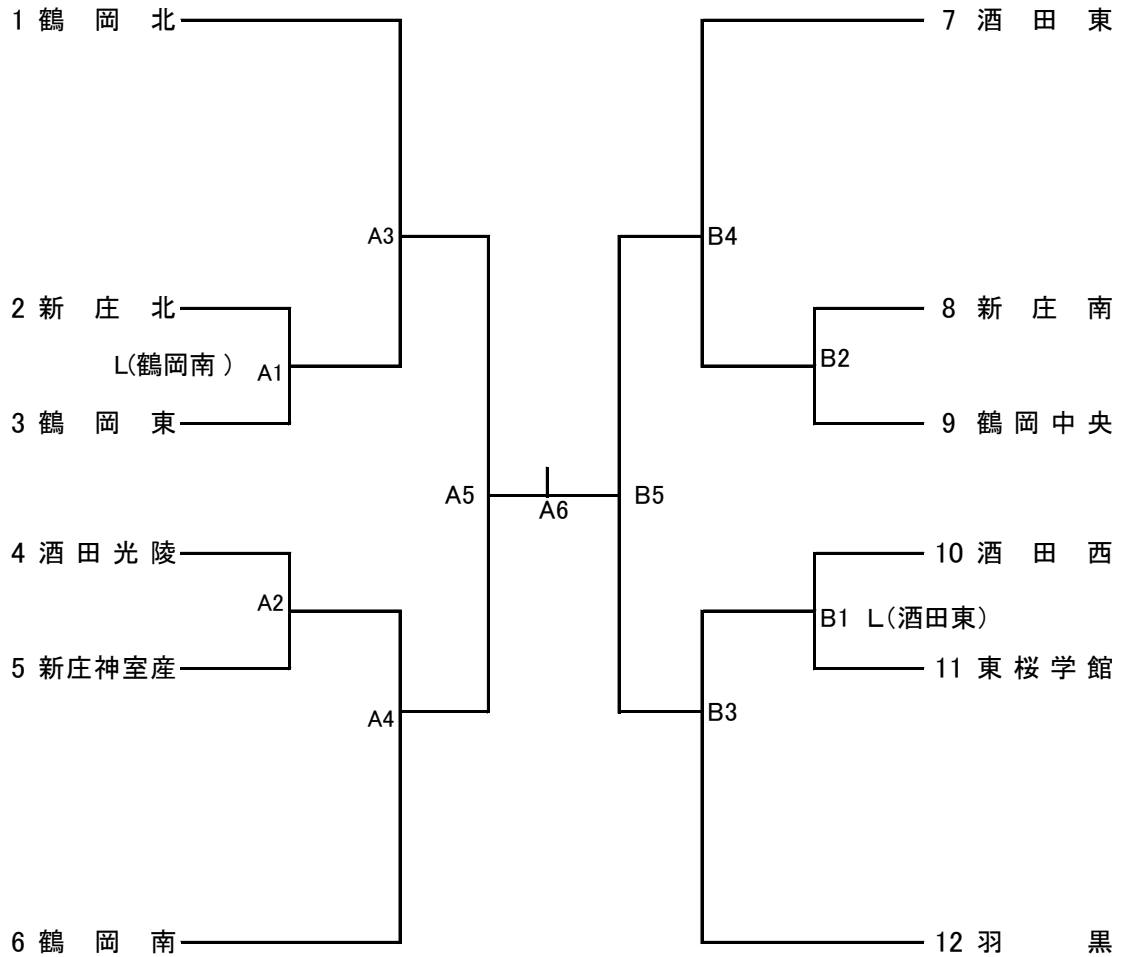 1 鶴岡北
A3
2 新庄北
L(鶴岡南) A1
3 鶴岡東
A5
4 酒田光陵
A2
5 新庄神室産
A4
6 鶴岡南
A6
7 酒田東
B4
8 新庄南
B2
9 鶴岡中央
B5
10 酒田西
B1 L(酒田東)
11 東桜学館
B3
12 羽黒